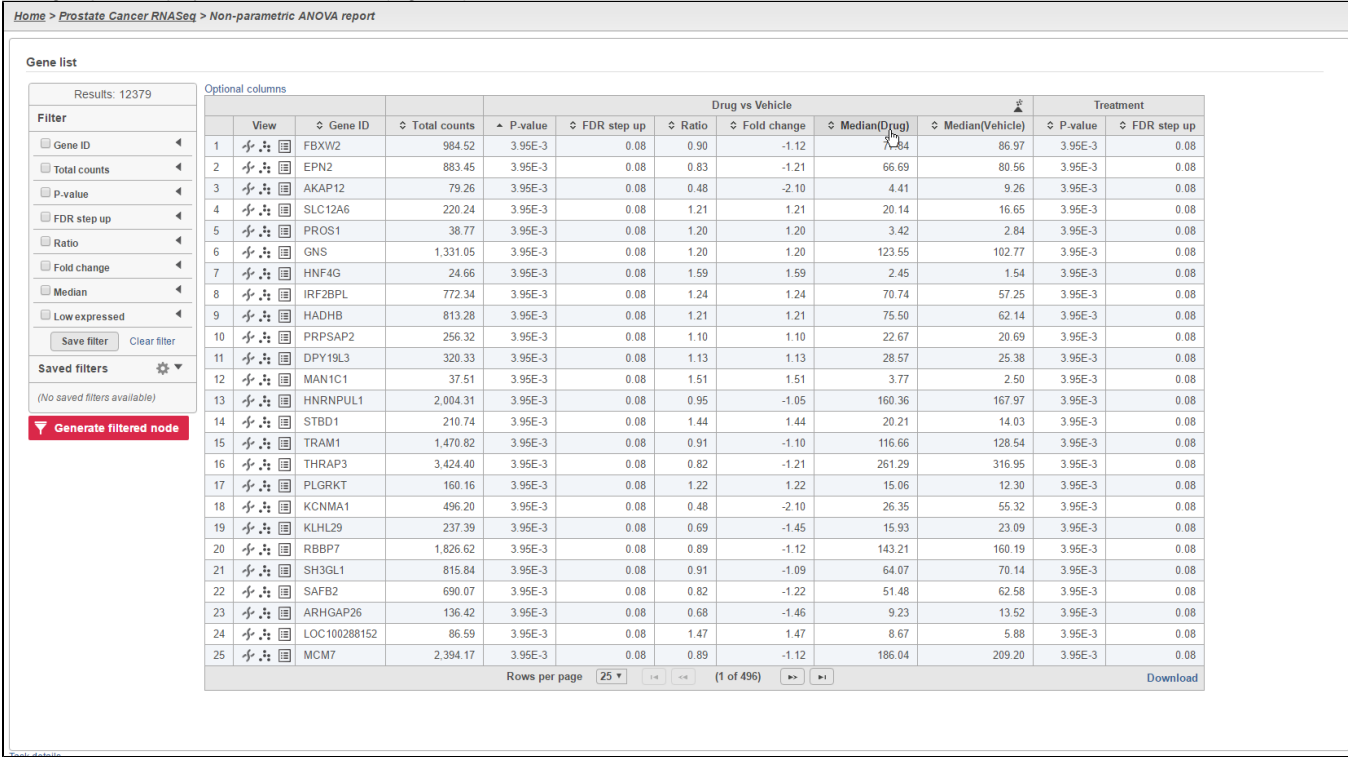 Home > Prostate Cancer RNASeq > Non-parametric ANOVA report
Gene list
Results: 12379
Filter
Gene ID
Total counts
P-value
FDR step up
Ratio
Fold change
Median
Low expressed
Save filter Clear filter
Saved filters
(No saved filters available)
Generate filtered node
Optional columns
Drug vs Vehicle Treatment
View Gene ID Total counts P-value FDR step up Ratio Fold change Median(Drug) Median(Vehicle) P-value FDR step up
1 FBXW2 984.52 3.95E-3 0.08 0.90 -1.12 86.97 3.95E-3 0.08
2 EPN2 883.45 3.95E-3 0.08 0.83 -1.21 66.69 80.56 3.95E-3 0.08
3 AKAP12 79.26 3.95E-3 0.08 0.48 -2.10 4.41 9.26 3.95E-3 0.08
4 SLC12A6 220.24 3.95E-3 0.08 1.21 1.21 20.14 16.65 3.95E-3 0.08
5 PROS1 38.77 3.95E-3 0.08 1.20 1.20 3.42 2.84 3.95E-3 0.08
6 GNS 1,331.05 3.95E-3 0.08 1.20 1.20 123.55 102.77 3.95E-3 0.08
7 HNF4G 24.66 3.95E-3 0.08 1.59 1.59 2.45 1.54 3.95E-3 0.08
8 IRF2BPL 772.34 3.95E-3 0.08 1.24 1.24 70.74 57.25 3.95E-3 0.08
9 HADHB 813.28 3.95E-3 0.08 1.21 1.21 75.50 62.14 3.95E-3 0.08
10 PRPSAP2 256.32 3.95E-3 0.08 1.10 1.10 22.67 20.69 3.95E-3 0.08
11 DPY19L3 320.33 3.95E-3 0.08 1.13 1.13 28.57 25.38 3.95E-3 0.08
12 MAN1C1 37.51 3.95E-3 0.08 1.51 1.51 3.77 2.50 3.95E-3 0.08
13 HNRNPUL1 2,004.31 3.95E-3 0.08 0.95 -1.05 160.36 167.97 3.95E-3 0.08
14 STBD1 210.74 3.95E-3 0.08 1.44 1.44 20.21 14.03 3.95E-3 0.08
15 TRAM1 1,470.82 3.95E-3 0.08 0.91 -1.10 116.66 128.54 3.95E-3 0.08
16 THRAP3 3,424.40 3.95E-3 0.08 0.82 -1.21 261.29 316.95 3.95E-3 0.08
17 PLGRKT 160.16 3.95E-3 0.08 1.22 1.22 15.06 12.30 3.95E-3 0.08
18 KCNMA1 496.20 3.95E-3 0.08 0.48 -2.10 26.35 55.32 3.95E-3 0.08
19 KLHL29 237.39 3.95E-3 0.08 0.69 -1.45 15.93 23.09 3.95E-3 0.08
20 RBBP7 1,826.62 3.95E-3 0.08 0.89 -1.12 143.21 160.19 3.95E-3 0.08
21 SH3GL1 815.84 3.95E-3 0.08 0.91 -1.09 64.07 70.14 3.95E-3 0.08
22 SAFB2 690.07 3.95E-3 0.08 0.82 -1.22 51.48 62.58 3.95E-3 0.08
23 ARHGAP26 136.42 3.95E-3 0.08 0.68 -1.46 9.23 13.52 3.95E-3 0.08
24 LOC100288152 86.59 3.95E-3 0.08 1.47 1.47 8.67 5.88 3.95E-3 0.08
25 MCM7 2,394.17 3.95E-3 0.08 0.89 -1.12 186.04 209.20 3.95E-3 0.08
Rows per page 25 (1 of 496) Download